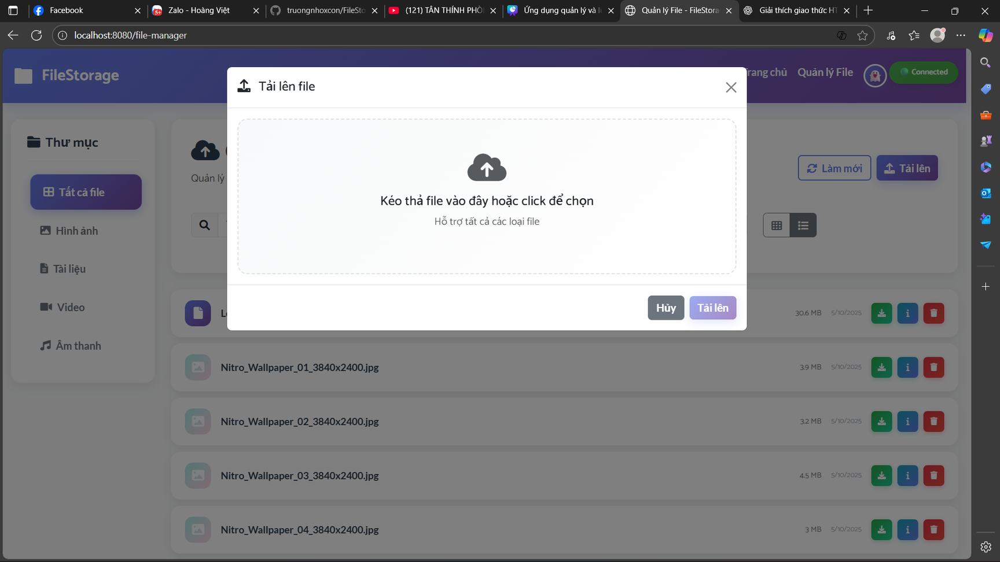 Facebook
Zalo - Hoàng Việt
truongnhoxcon/FileSto
(121) TÂN THÍNH PHÒ
Ứng dụng quản lý và l
Quản lý File - FileStora
Giải thích giao thức HT
localhost:8080/file-manager
FileStorage
Trang chủ
Quản lý File
Connected
Tải lên file
Kéo thả file vào đây hoặc click để chọn
Hỗ trợ tất cả các loại file
Hủy
Tải lên
Thư mục
Tất cả file
Hình ảnh
Tài liệu
Video
Âm thanh
Quản lý
Làm mới
Tải lên
30.6 MB
5/10/2025
Nitro_Wallpaper_01_3840x2400.jpg
3.9 MB
5/10/2025
Nitro_Wallpaper_02_3840x2400.jpg
3.2 MB
5/10/2025
Nitro_Wallpaper_03_3840x2400.jpg
4.5 MB
5/10/2025
Nitro_Wallpaper_04_3840x2400.jpg
3 MB
5/10/2025